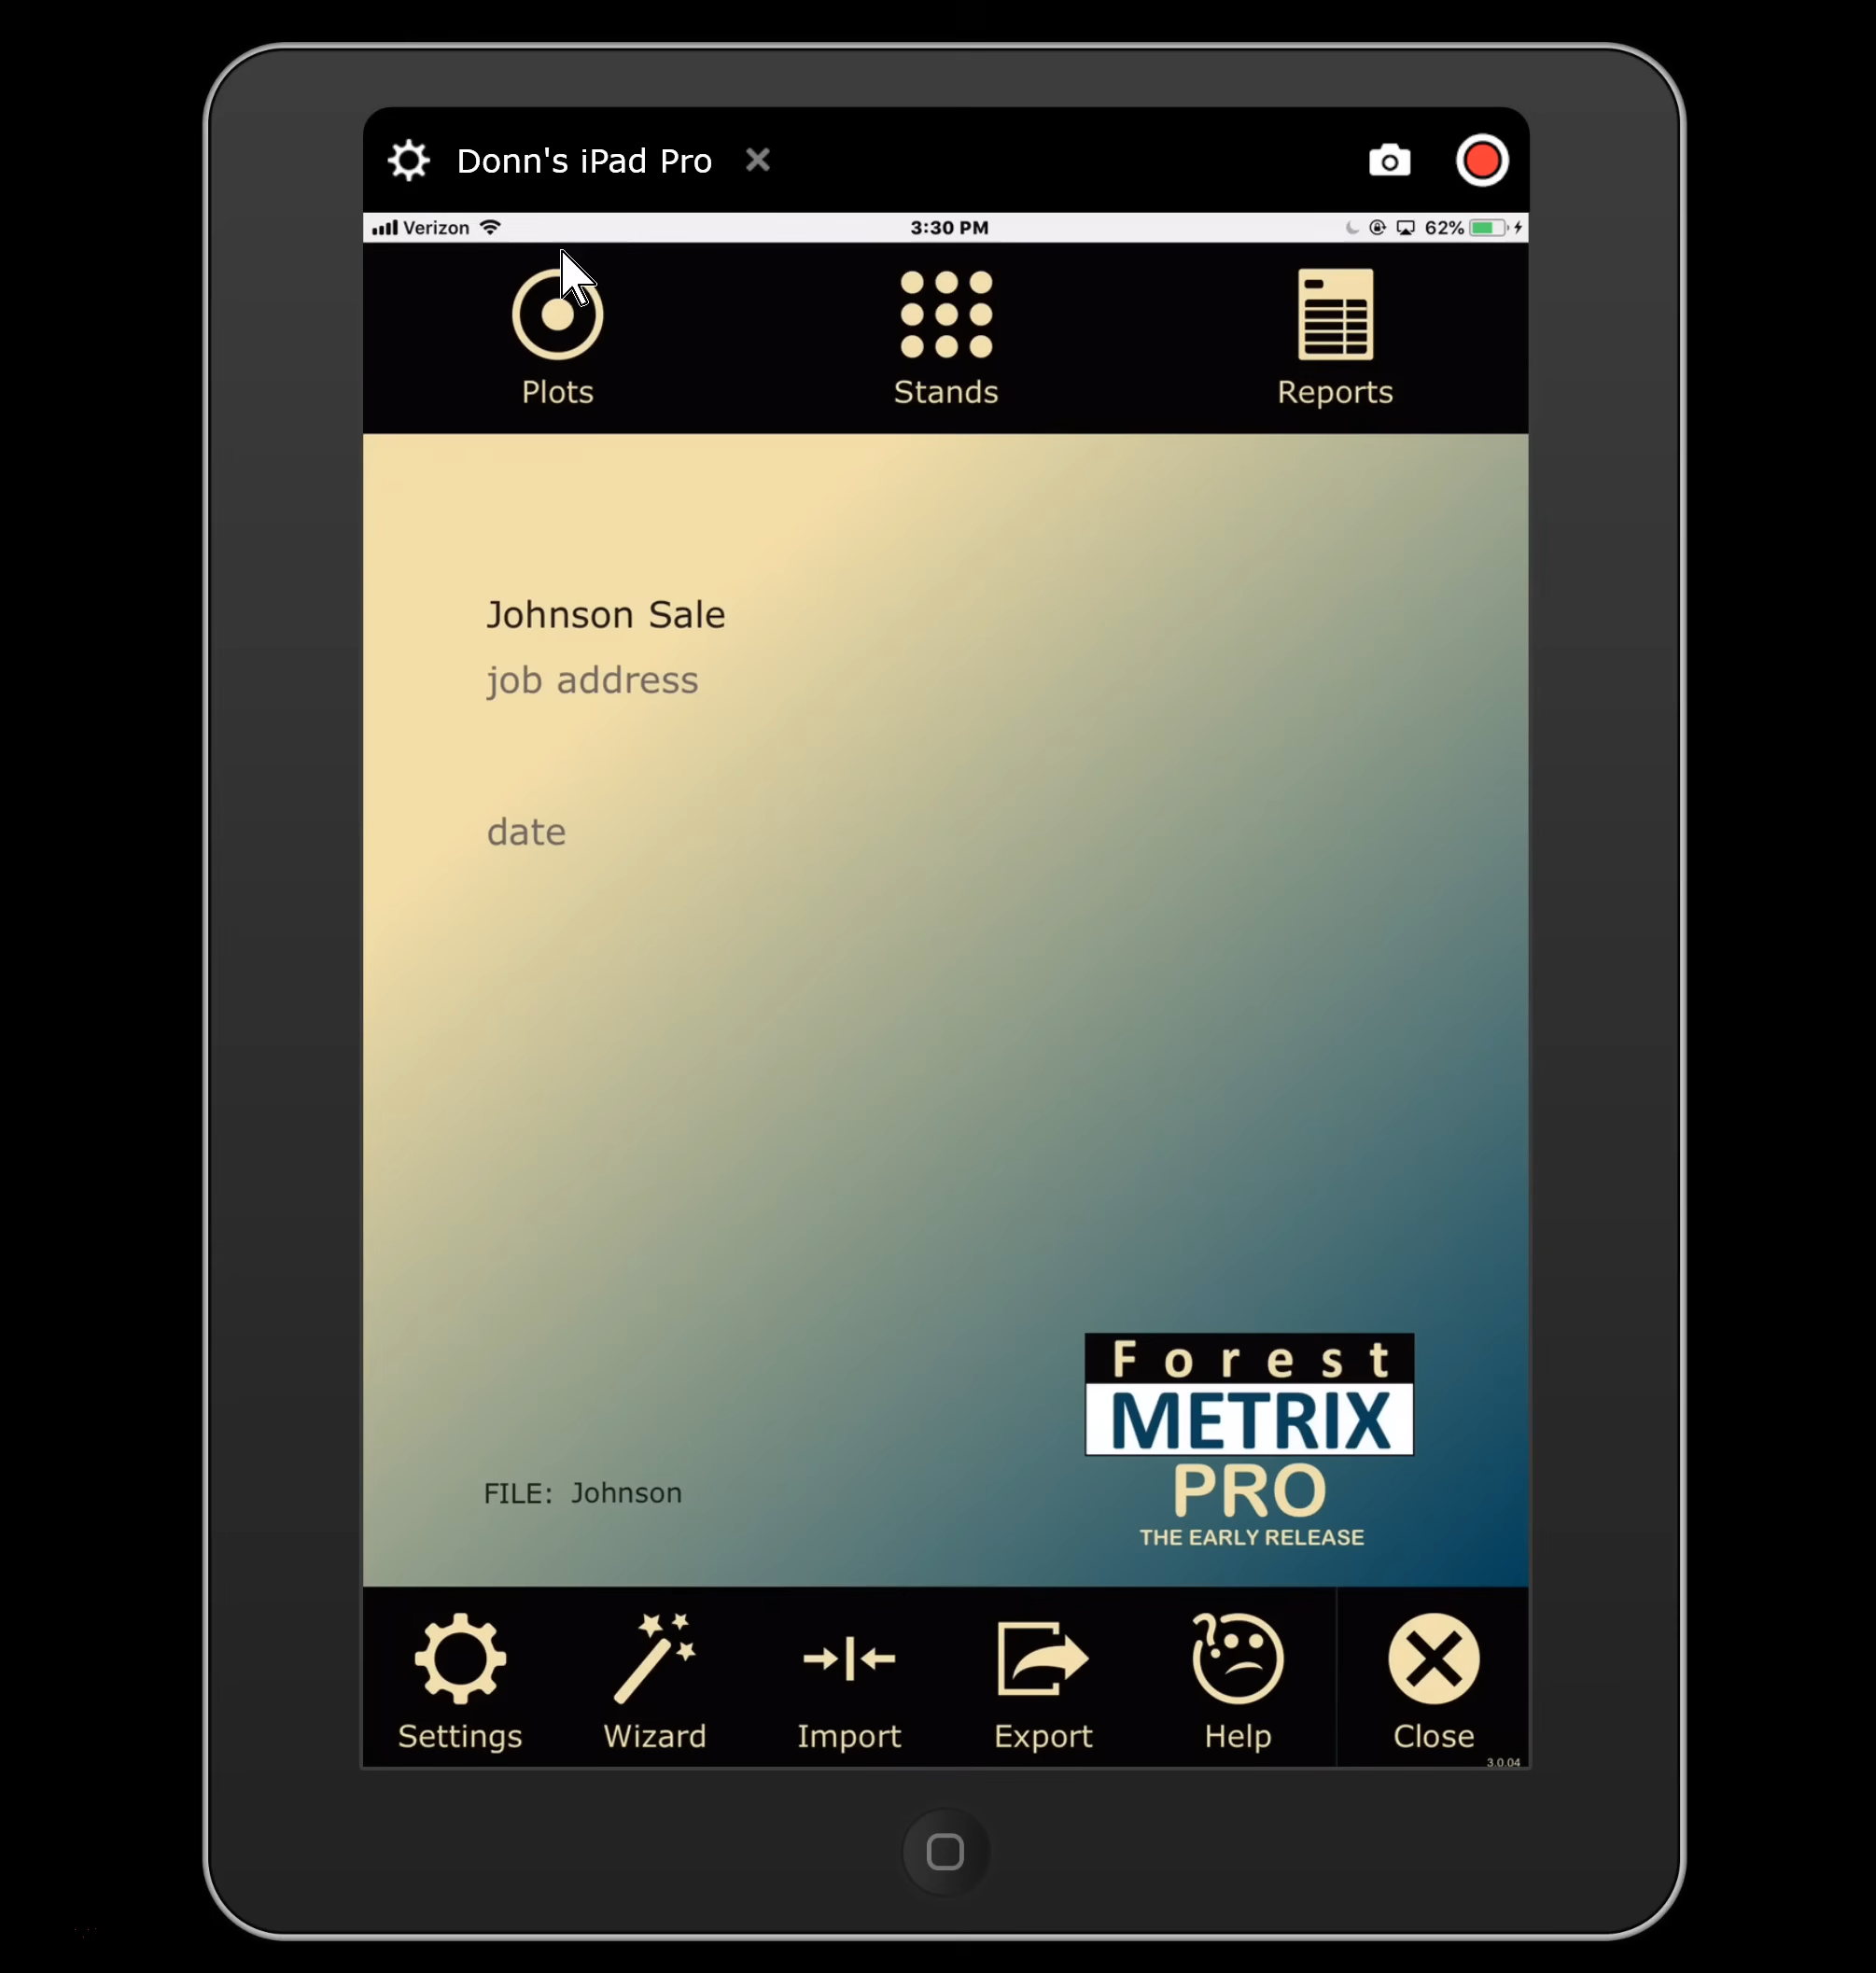 Donn's iPad Pro
Verizon 3:30 PM 62%
Plots Stands Reports
Johnson Sale
job address
date
Forest
METRIX
PRO
THE EARLY RELEASE
FILE: Johnson
Settings Wizard Import Export Help Close
3.0.04